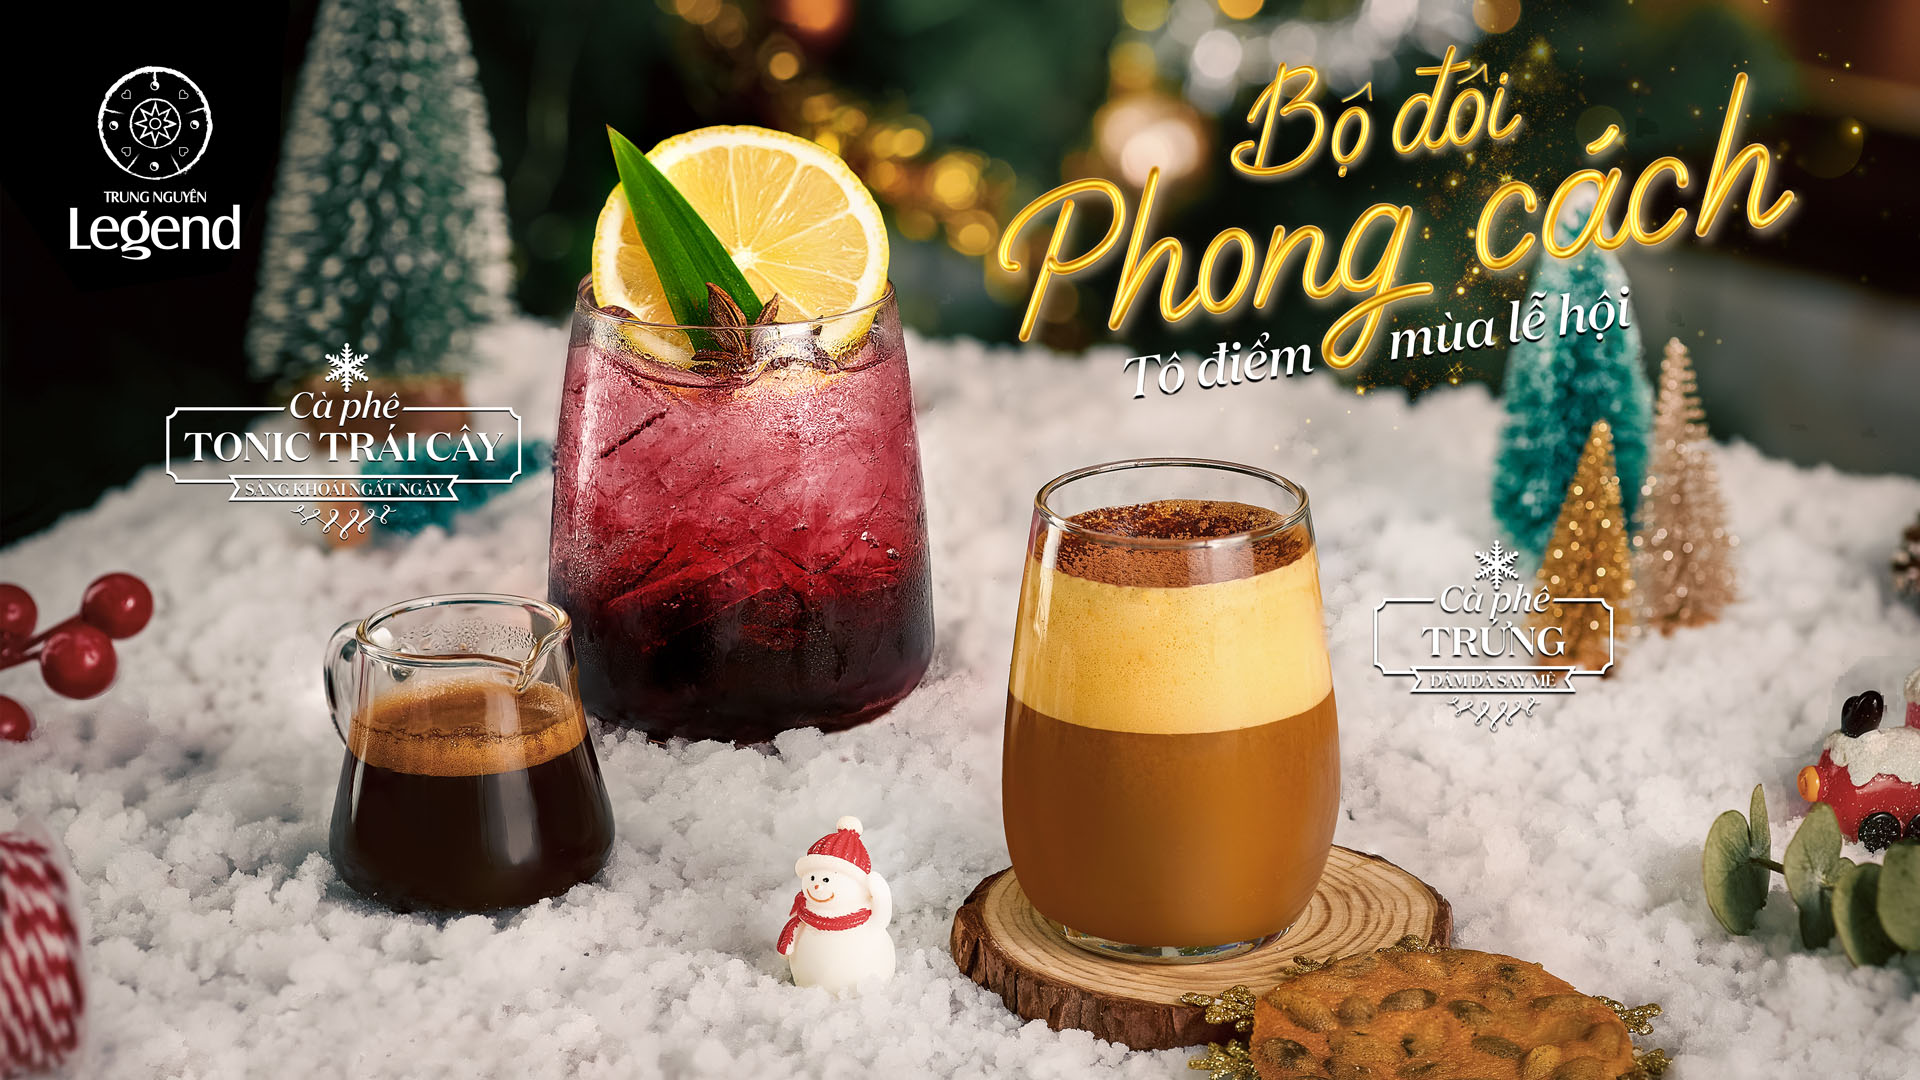 TRUNG NGUYÊN
Legend
Bộ đôi
Phong cách
Tô điểm mùa lễ hội
Cà phê
TONIC TRÁI CÂY
SẢNG KHOÁI NGẤT NGÂY
Cà phê
TRỨNG
ĐẬM ĐÀ SAY MÊ